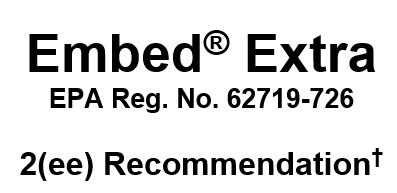 Embed® Extra
EPA Reg. No. 62719-726
2(ee) Recommendation†